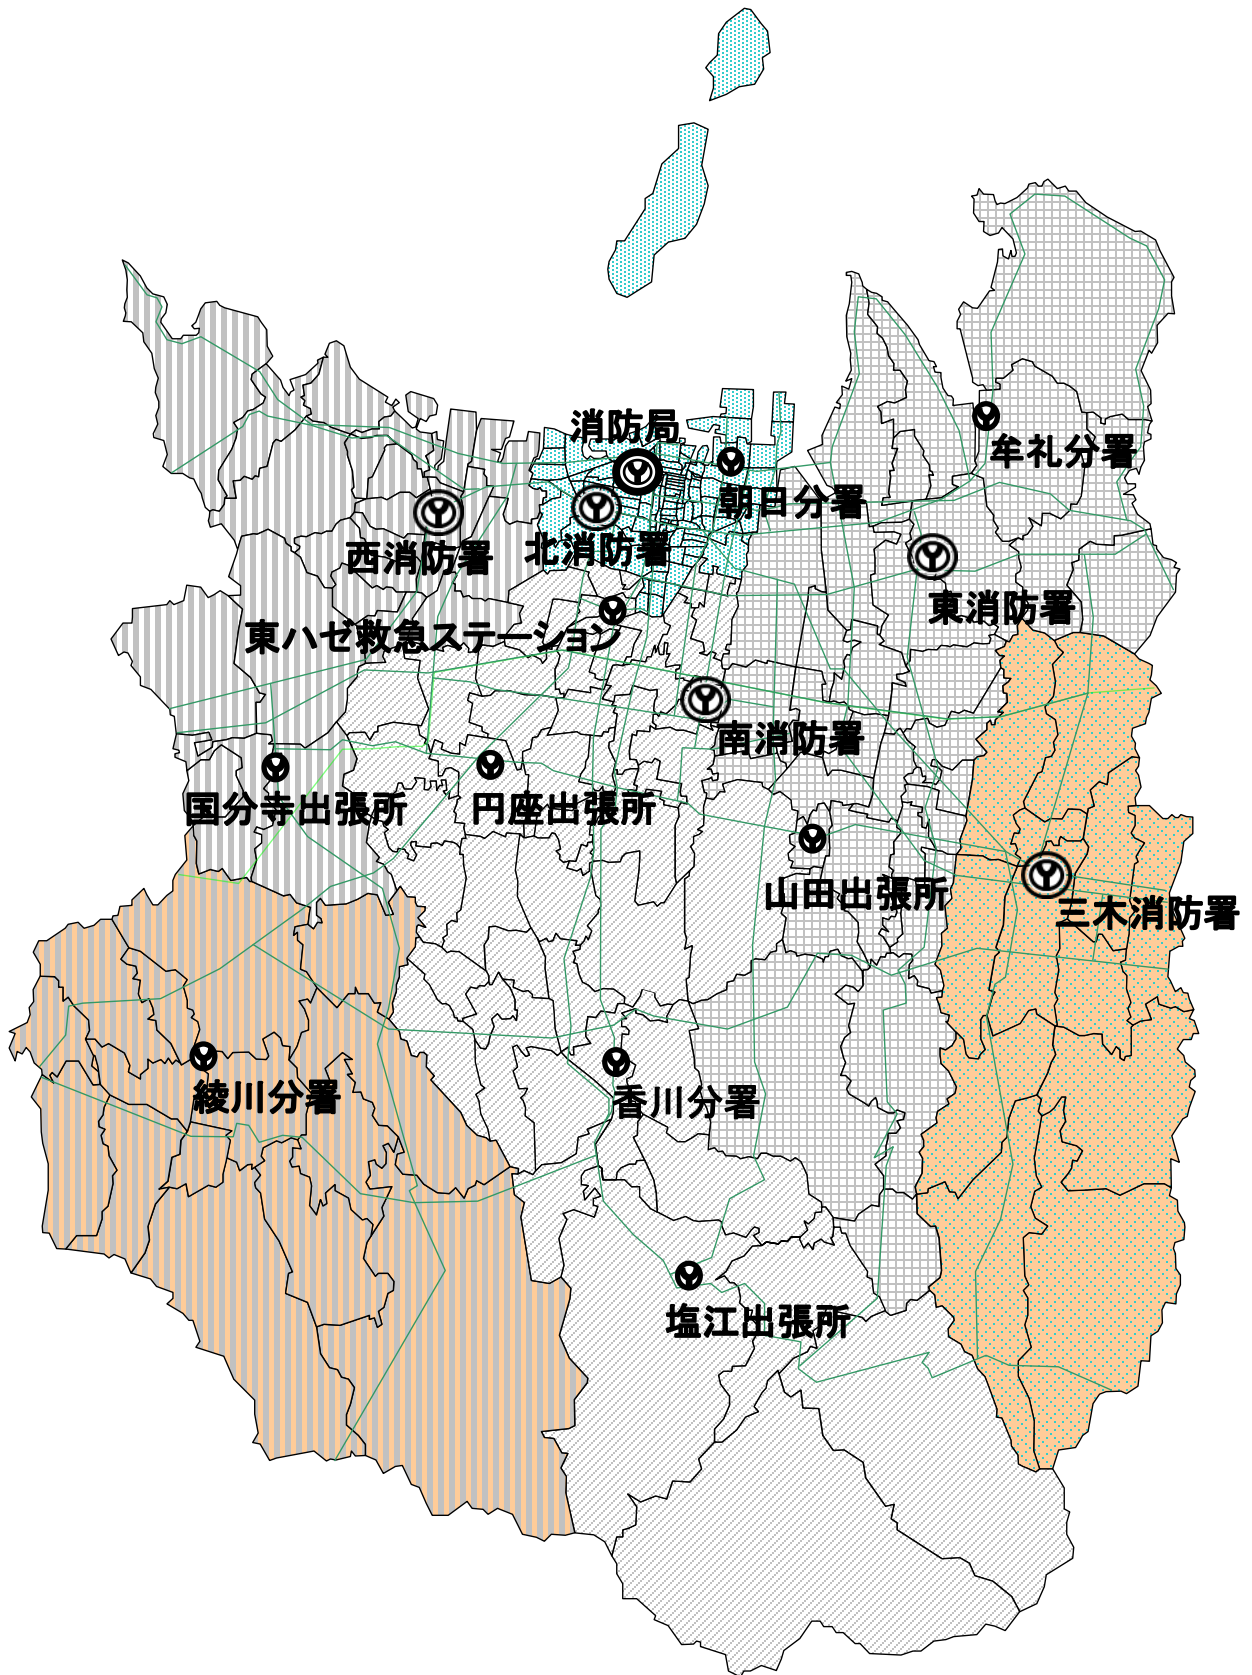 消防局
牟礼分署
朝日分署
西消防署
北消防署
東消防署
東ハゼ救急ステーション
南消防署
国分寺出張所
円座出張所
山田出張所
三木消防署
綾川分署
香川分署
塩江出張所